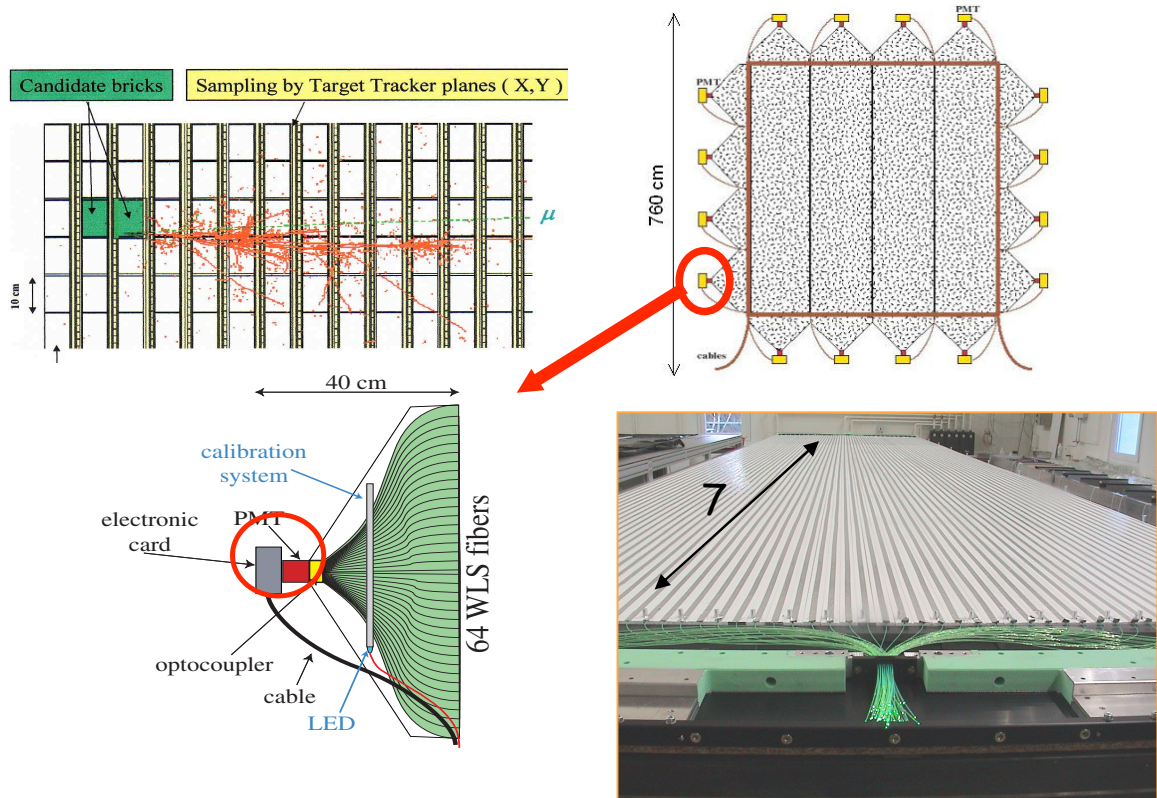 Candidate bricks
Sampling by Target Tracker planes ( X,Y )
μ
10 cm
PMT
PMT
760 cm
cables
40 cm
calibration
system
PMT
electronic
card
64 WLS fibers
optocoupler
cable
LED
7